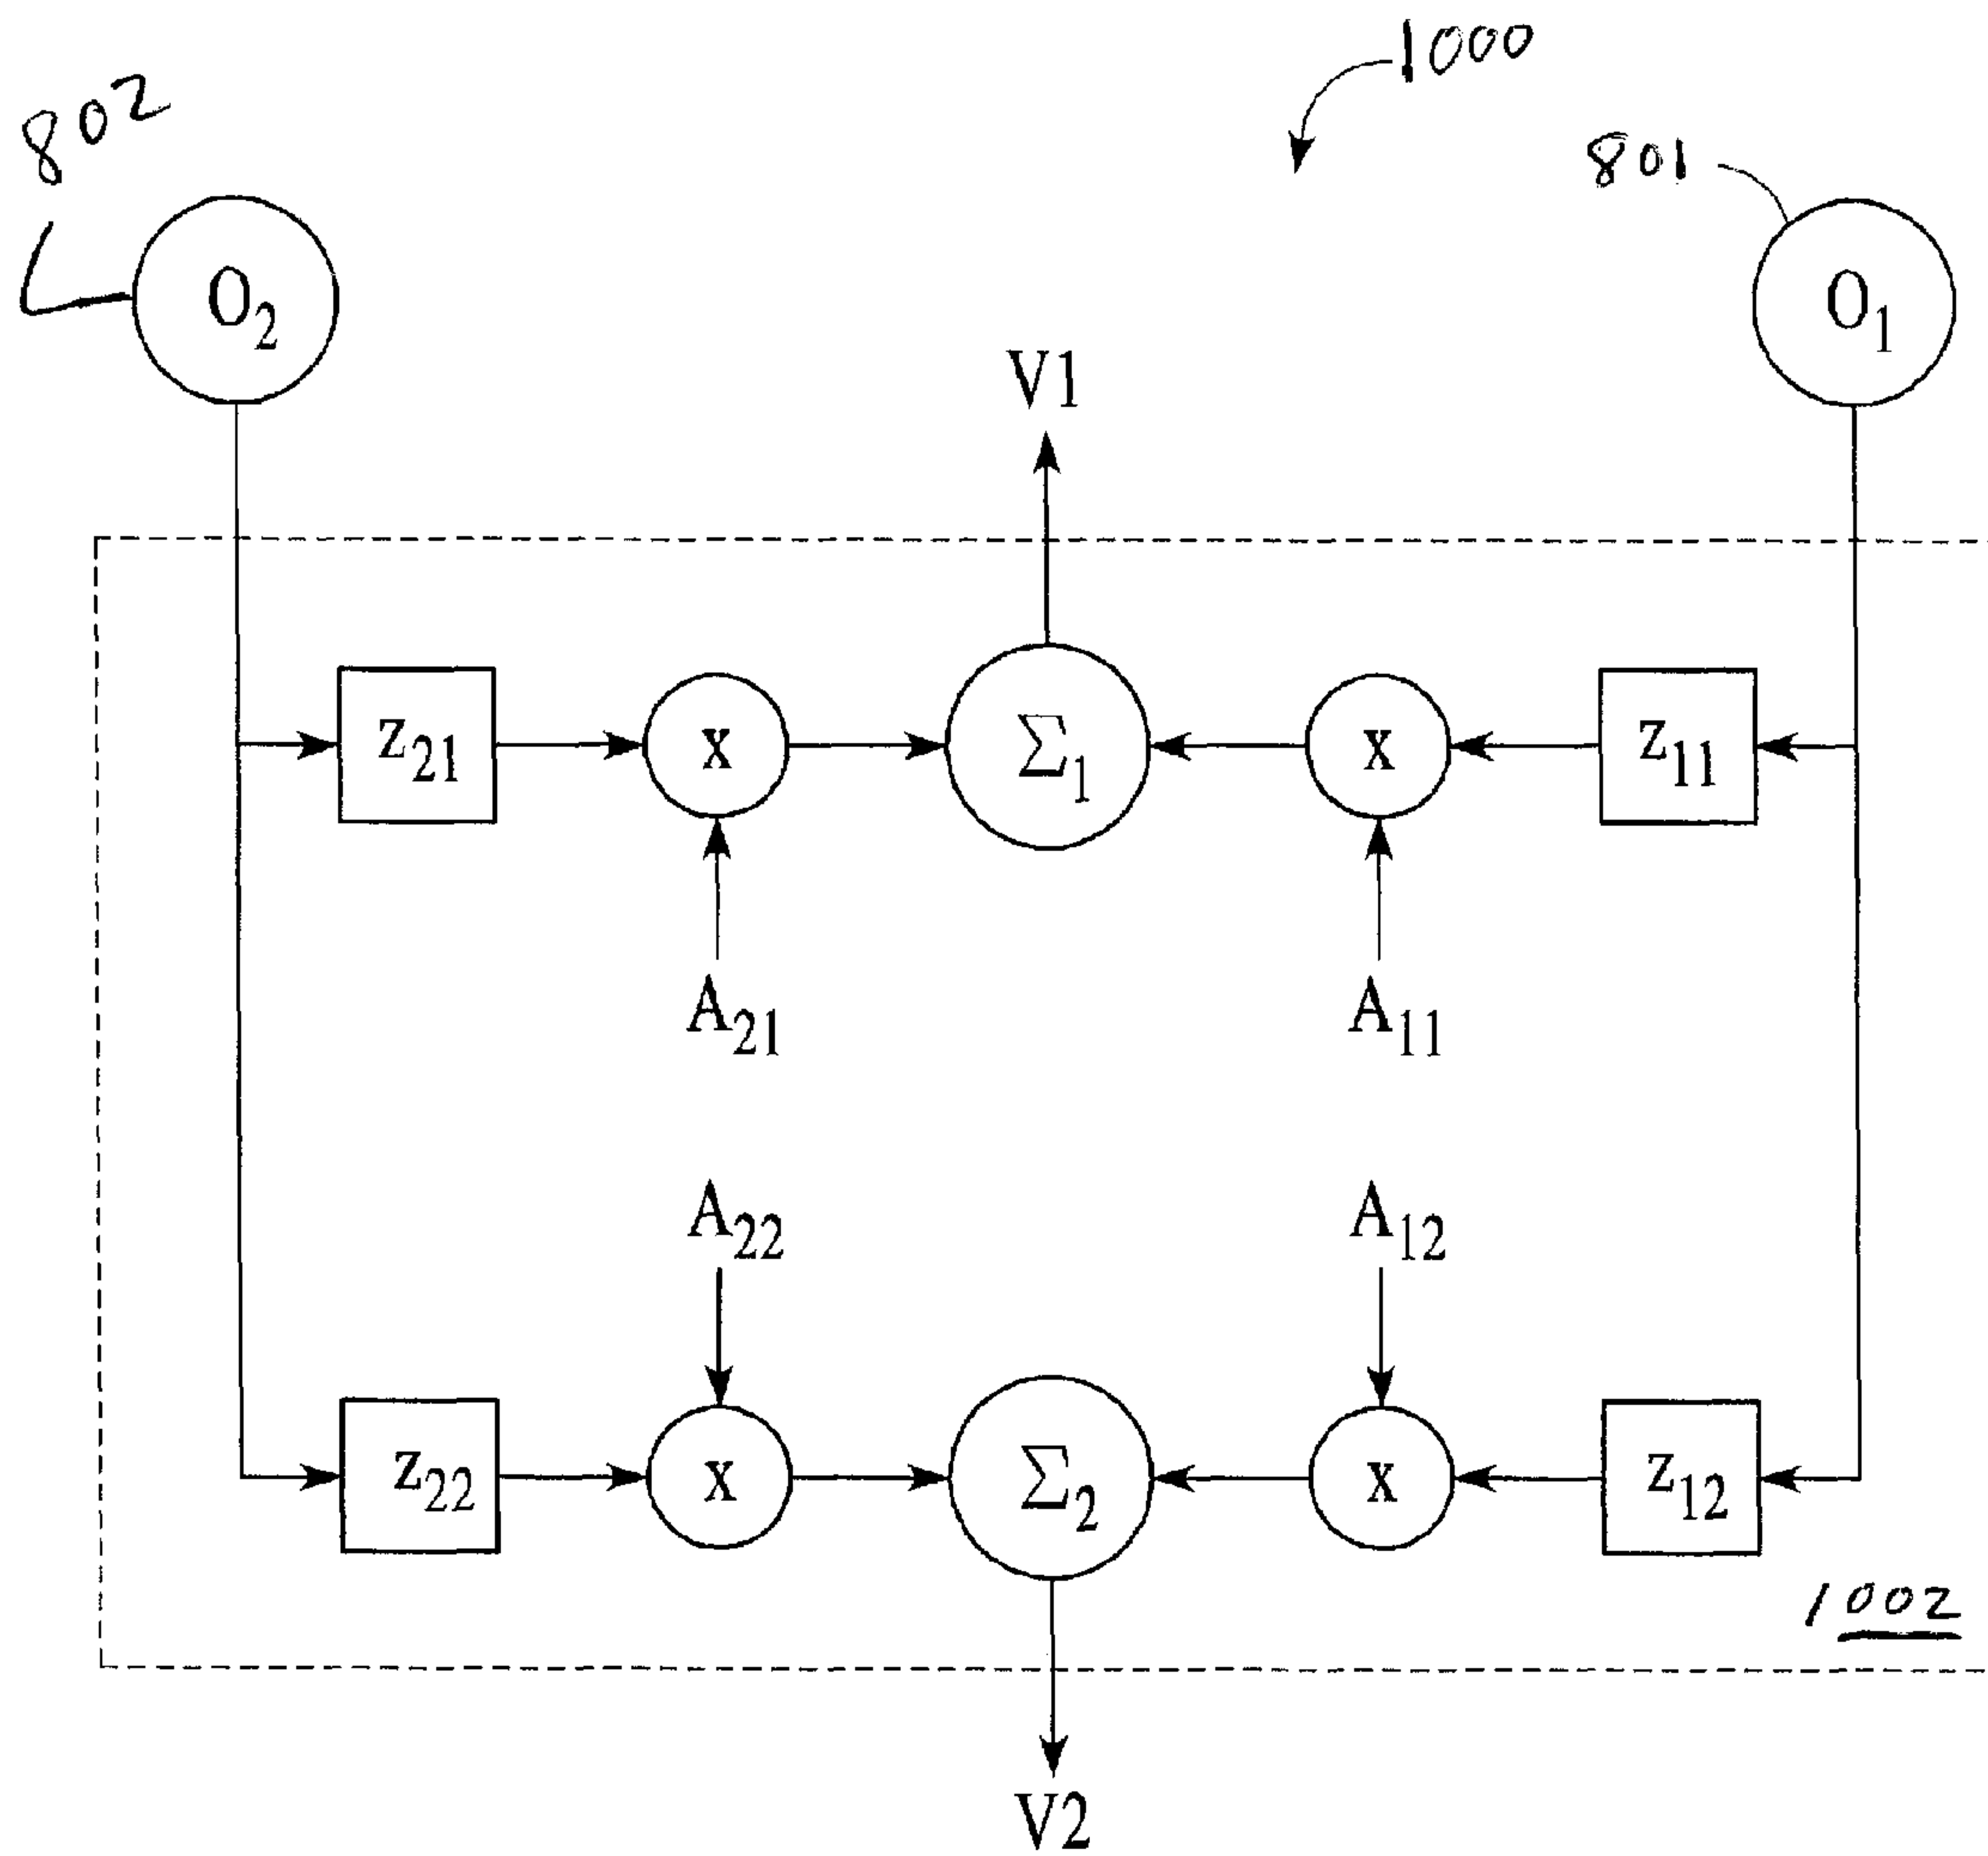 1000
802
801
O₂
O₁
V1
z₂₁
x
Σ₁
x
z₁₁
A₂₁
A₁₁
A₂₂
A₁₂
z₂₂
x
Σ₂
x
z₁₂
1002
V2